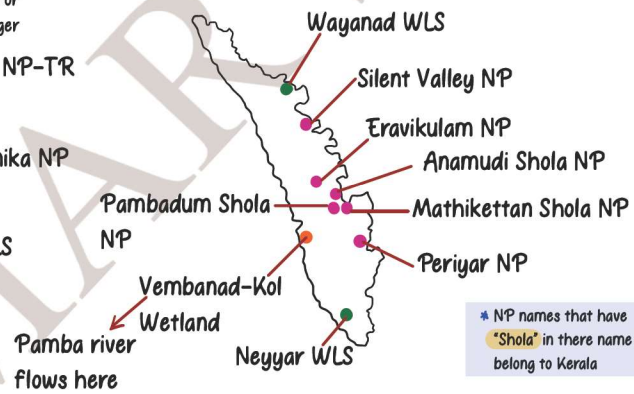 or
ger
NP-TR
nika NP
S
Wayanad WLS
Silent Valley NP
Eravikulam NP
Anamudi Shola NP
Pambadum Shola
NP
Mathikettan Shola NP
Periyar NP
Vembanad-Kol
Wetland
Pamba river
flows here
Neyyar WLS
* NP names that have
"Shola" in there name
belong to Kerala